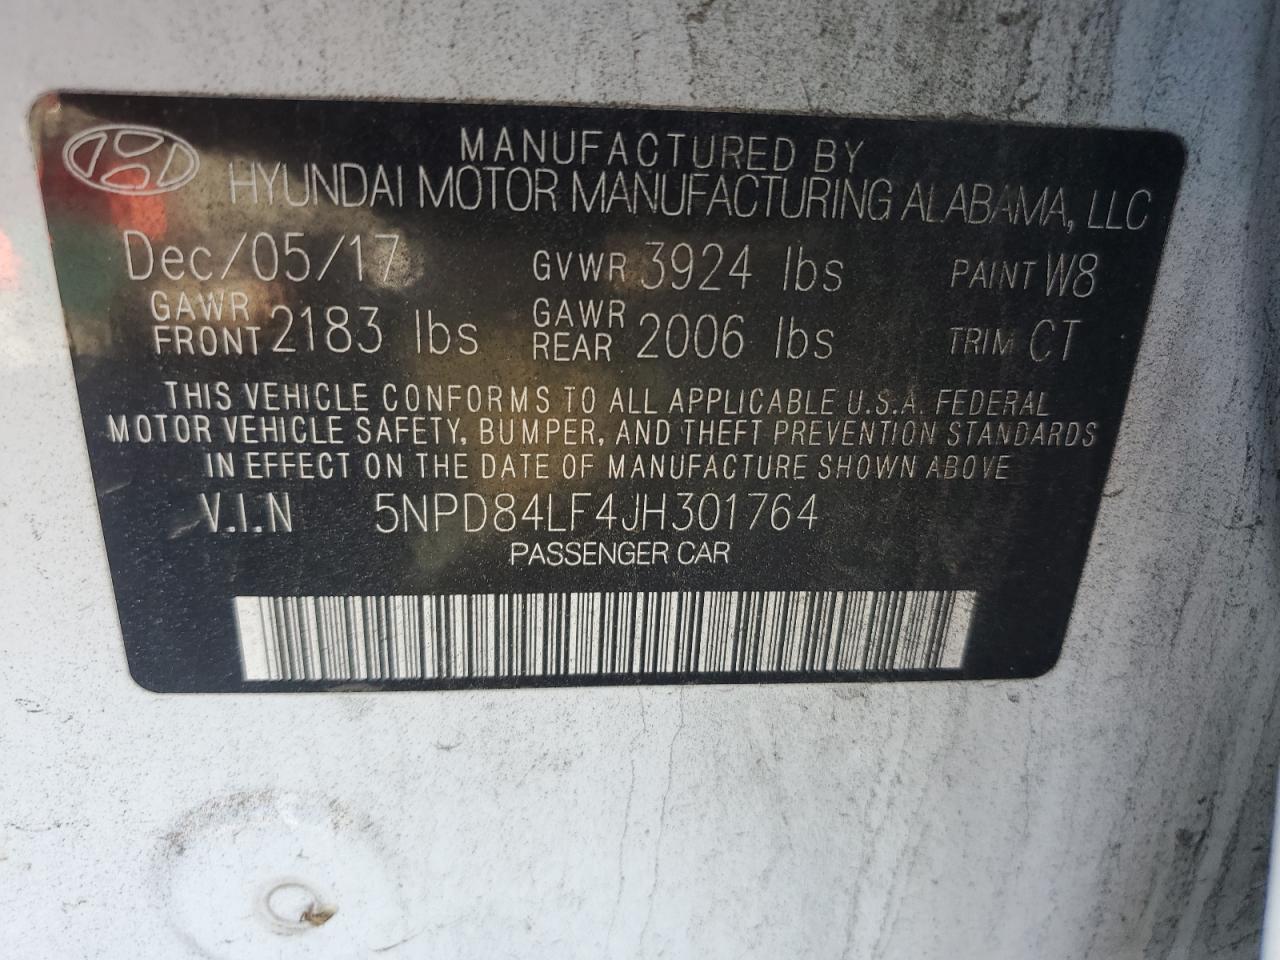 MANUFACTURED BY
HYUNDAI MOTOR MANUFACTURING ALABAMA, LLC
Dec/05/17 GVWR 3924 lbs PAINT W8
GAWR FRONT 2183 lbs GAWR REAR 2006 lbs TRIM CT
THIS VEHICLE CONFORMS TO ALL APPLICABLE U.S.A. FEDERAL
MOTOR VEHICLE SAFETY, BUMPER, AND THEFT PREVENTION STANDARDS
IN EFFECT ON THE DATE OF MANUFACTURE SHOWN ABOVE
V.I.N 5NPD84LF4JH301764
PASSENGER CAR